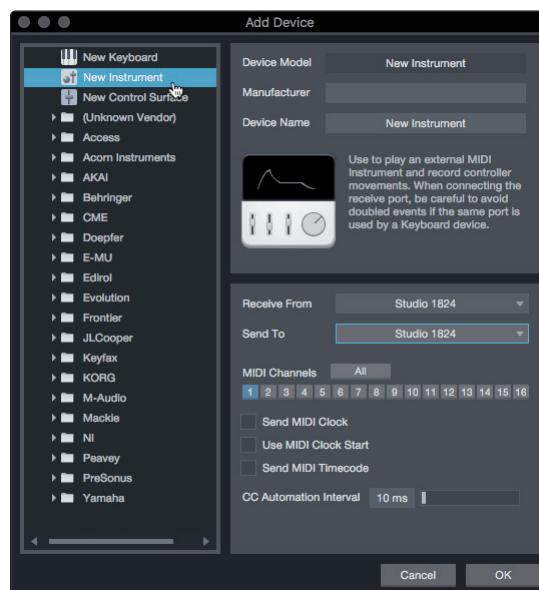 Add Device
New Keyboard
New Instrument
New Control Surface
(Unknown Vendor)
Access
Acorn Instruments
AKAI
Behringer
CME
Doepfer
E-MU
Edirol
Evolution
Frontier
JLCooper
Keyfax
KORG
M-Audio
Mackie
NI
Peavey
PreSonus
Yamaha
Device Model New Instrument
Manufacturer
Device Name New Instrument
Use to play an external MIDI
Instrument and record controller
movements. When connecting the
receive port, be careful to avoid
doubled events if the same port is
used by a Keyboard device.
Receive From Studio 1824
Send To Studio 1824
MIDI Channels All
1 2 3 4 5 6 7 8 9 10 11 12 13 14 15 16
Send MIDI Clock
Use MIDI Clock Start
Send MIDI Timecode
CC Automation Interval 10 ms
Cancel OK